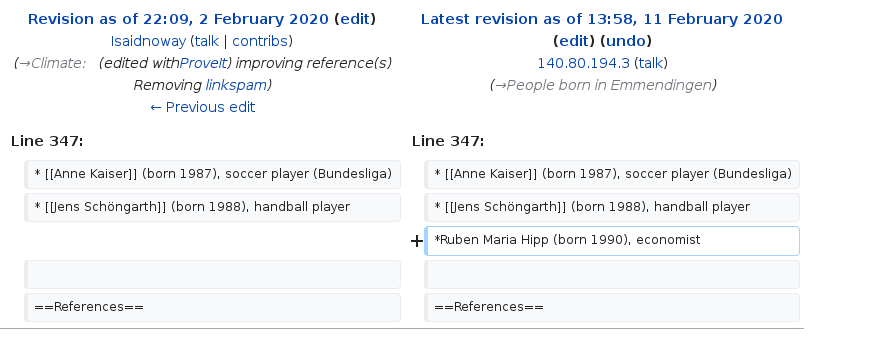 Revision as of 22:09, 2 February 2020 (edit)
Isaidnoway (talk | contribs)
(→Climate: (edited withProveIt) improving reference(s)
Removing linkspam)
← Previous edit
Latest revision as of 13:58, 11 February 2020
(edit) (undo)
140.80.194.3 (talk)
(→People born in Emmendingen)
Line 347:
Line 347:
* [[Anne Kaiser]] (born 1987), soccer player (Bundesliga)
* [[Anne Kaiser]] (born 1987), soccer player (Bundesliga)
* [[Jens Schöngarth]] (born 1988), handball player
* [[Jens Schöngarth]] (born 1988), handball player
+ *Ruben Maria Hipp (born 1990), economist
==References==
==References==